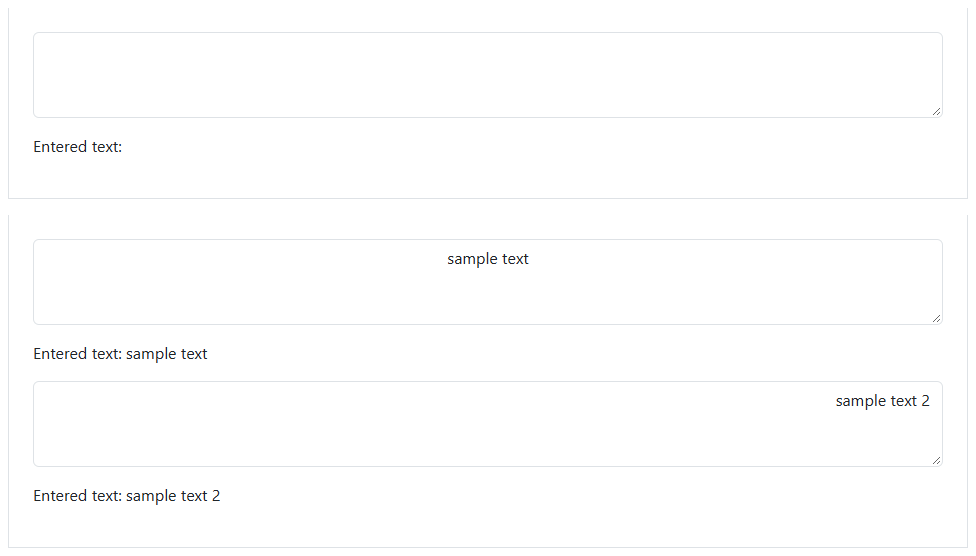 Entered text:
sample text
Entered text: sample text
sample text 2
Entered text: sample text 2